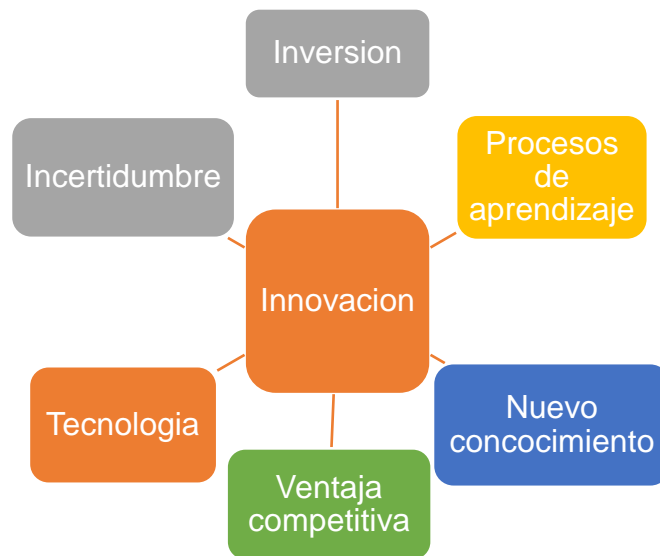 Inversion
Incertidumbre
Procesos
de
aprendizaje
Innovacion
Tecnologia
Nuevo
concocimiento
Ventaja
competitiva